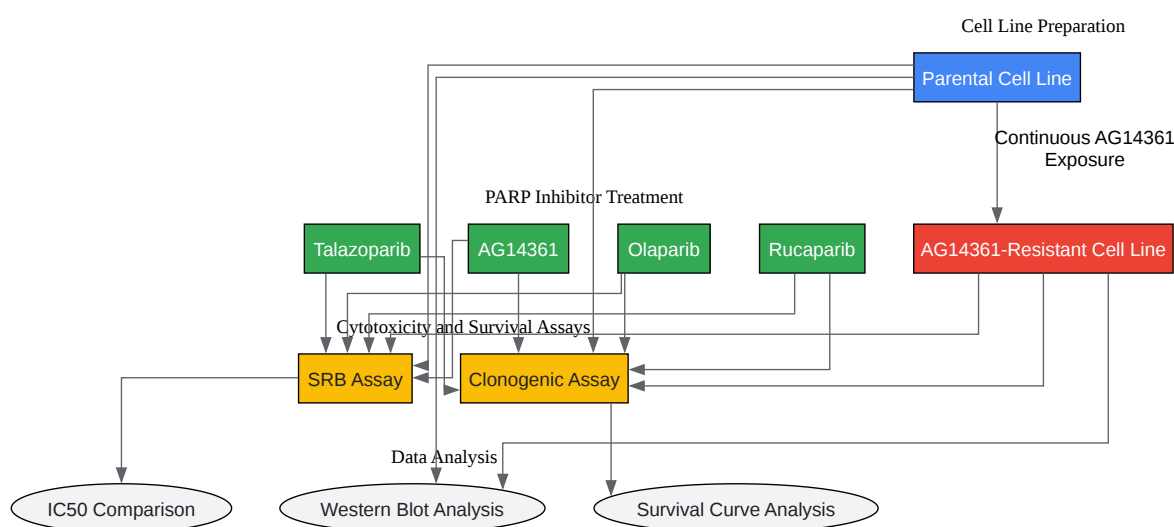 Cell Line Preparation
Parental Cell Line
Continuous AG14361
Exposure
PARP Inhibitor Treatment
Talazoparib
AG14361
Olaparib
Rucaparib
AG14361-Resistant Cell Line
Cytotoxicity and Survival Assays
SRB Assay
Clonogenic Assay
Data Analysis
IC50 Comparison
Western Blot Analysis
Survival Curve Analysis